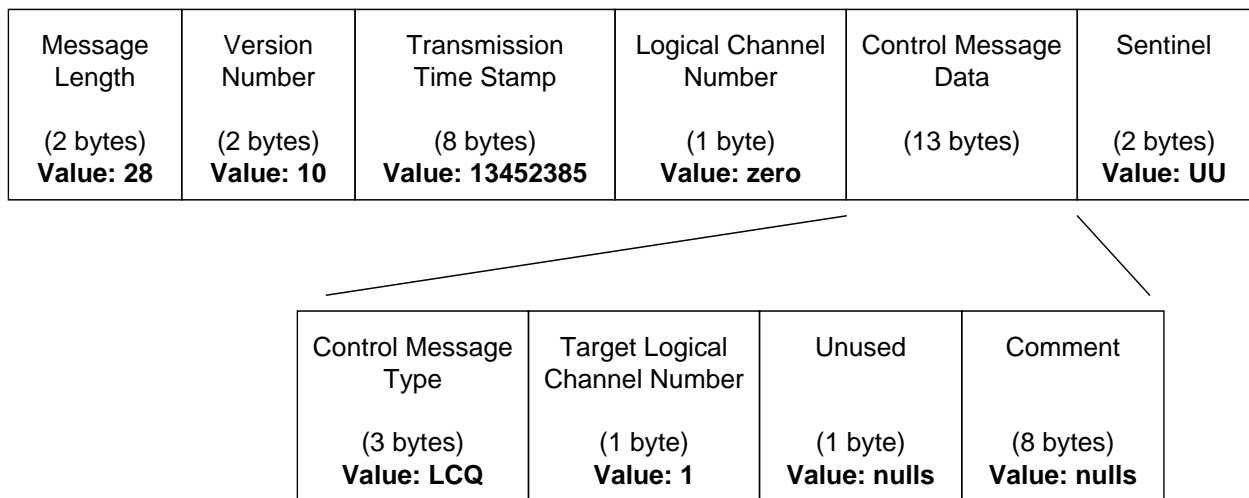 Message Length
(2 bytes)
Value: 28
Version Number
(2 bytes)
Value: 10
Transmission Time Stamp
(8 bytes)
Value: 13452385
Logical Channel Number
(1 byte)
Value: zero
Control Message Data
(13 bytes)
Sentinel
(2 bytes)
Value: UU
Control Message Type
(3 bytes)
Value: LCQ
Target Logical Channel Number
(1 byte)
Value: 1
Unused
(1 byte)
Value: nulls
Comment
(8 bytes)
Value: nulls